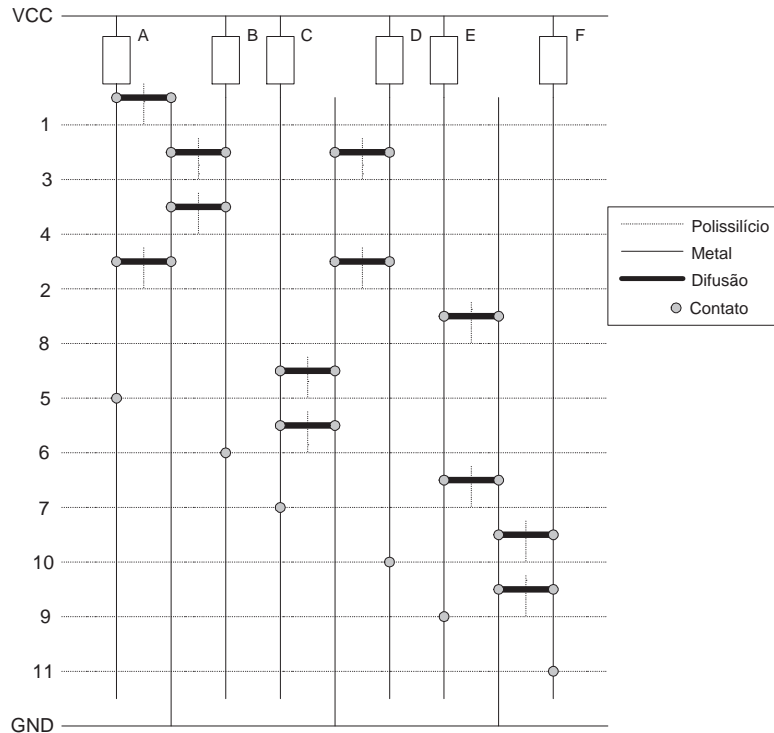 VCC
A B C D E F
1
3
4
2
8
5
6
7
10
9
11
GND
Polissilício
Metal
Difusão
Contato